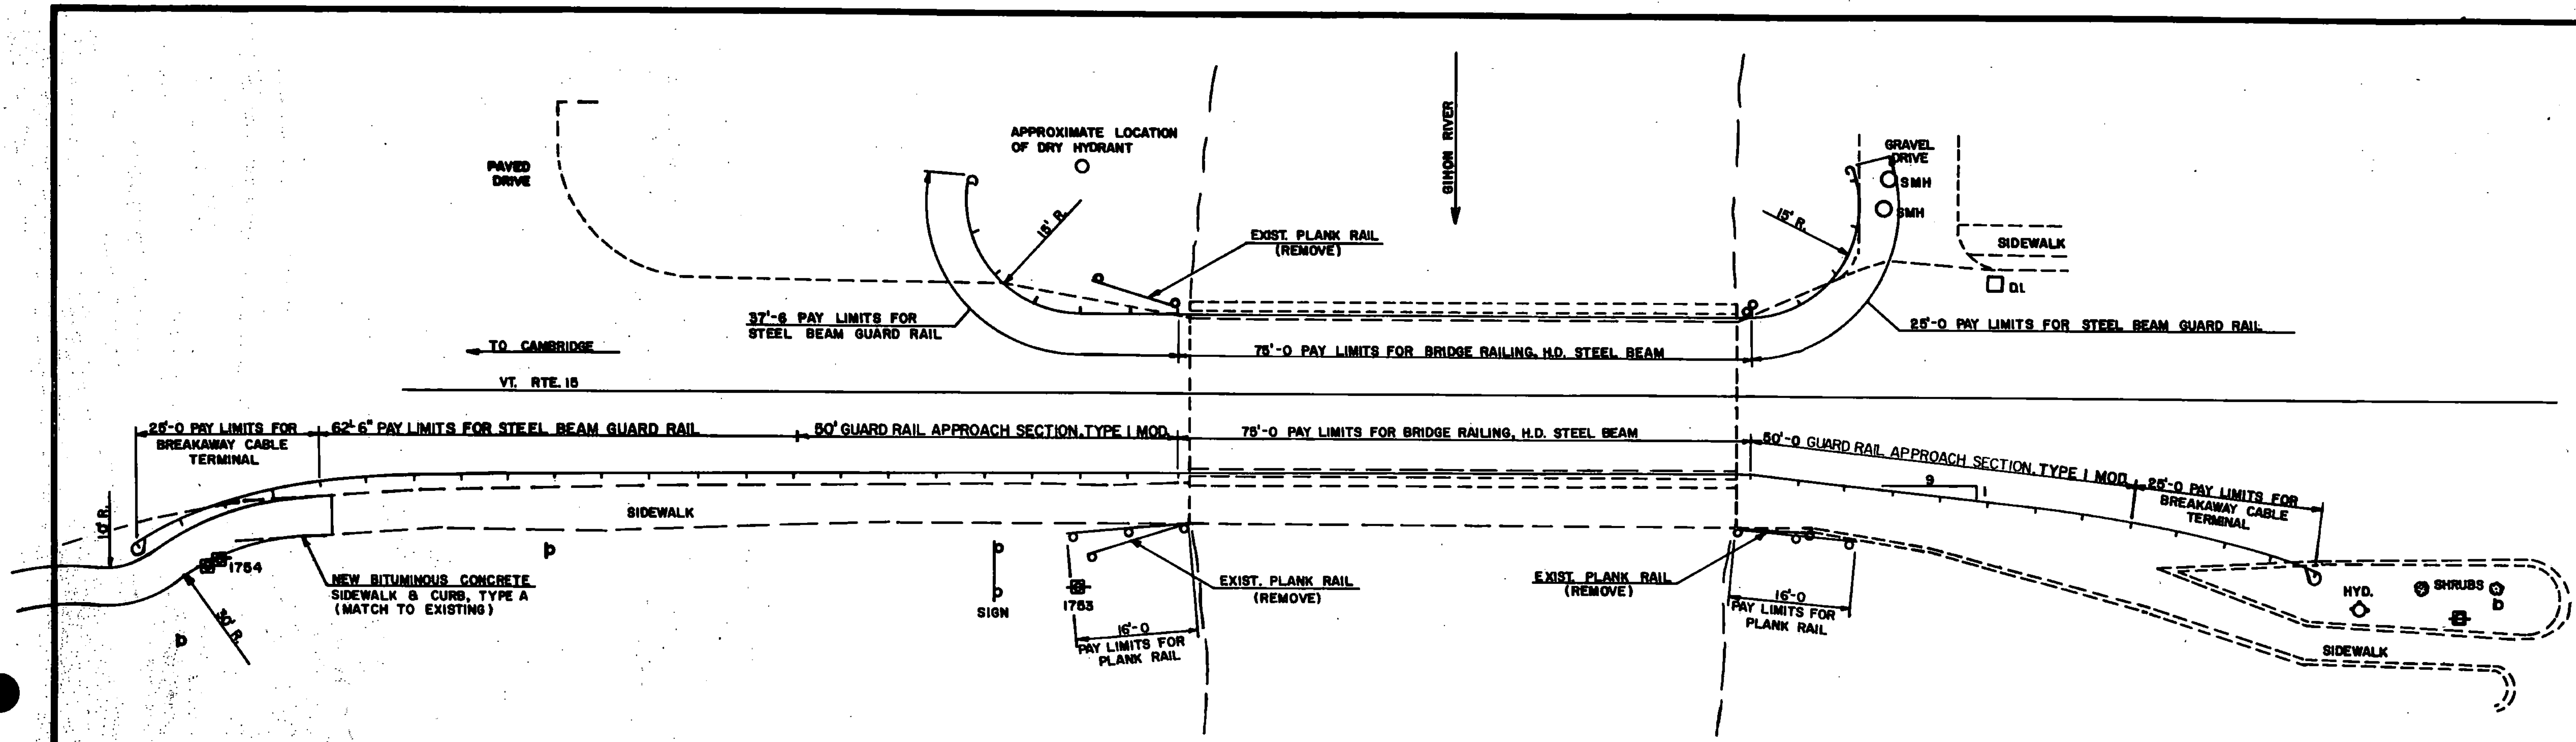 APPROXIMATE LOCATION
OF DRY HYDRANT
PAVED
DRIVE
15' R.
EXIST. PLANK RAIL
(REMOVE)
GIHON RIVER
GRAVEL
DRIVE
SMH
SMH
15' R.
SIDEWALK
D.I.
37'-6 PAY LIMITS FOR
STEEL BEAM GUARD RAIL
25'-0 PAY LIMITS FOR STEEL BEAM GUARD RAIL
TO CAMBRIDGE
75'-0 PAY LIMITS FOR BRIDGE RAILING, H.D. STEEL BEAM
VT. RTE. 15
25'-0 PAY LIMITS FOR
BREAKAWAY CABLE
TERMINAL
62'-6" PAY LIMITS FOR STEEL BEAM GUARD RAIL
50' GUARD RAIL APPROACH SECTION, TYPE I MOD.
75'-0 PAY LIMITS FOR BRIDGE RAILING, H.D. STEEL BEAM
50'-0 GUARD RAIL APPROACH SECTION, TYPE I MOD.
25'-0 PAY LIMITS FOR
BREAKAWAY CABLE
TERMINAL
9
1
10' R.
SIDEWALK
1754
NEW BITUMINOUS CONCRETE
SIDEWALK & CURB, TYPE A
(MATCH TO EXISTING)
30' R.
SIGN
1753
16'-0
PAY LIMITS FOR
PLANK RAIL
EXIST. PLANK RAIL
(REMOVE)
EXIST. PLANK RAIL
(REMOVE)
16'-0
PAY LIMITS FOR
PLANK RAIL
HYD.
SHRUBS
SIDEWALK